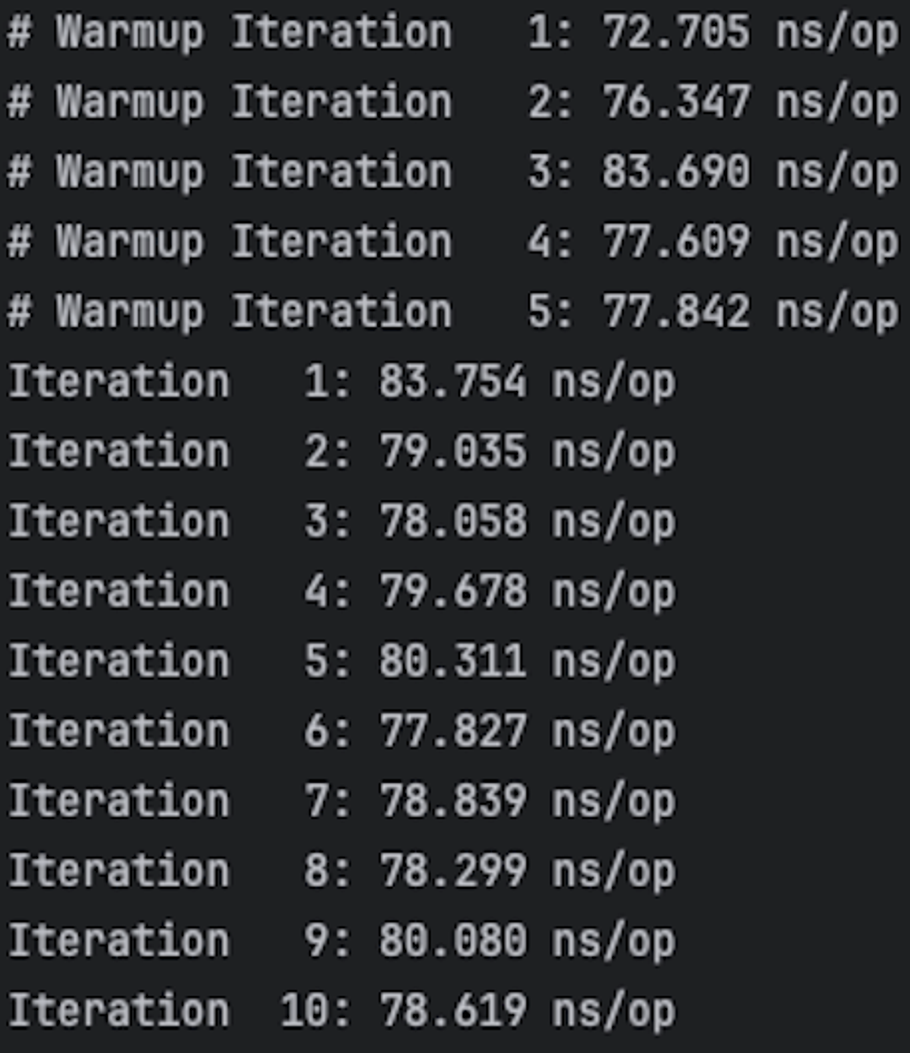 # Warmup Iteration   1: 72.705 ns/op
# Warmup Iteration   2: 76.347 ns/op
# Warmup Iteration   3: 83.690 ns/op
# Warmup Iteration   4: 77.609 ns/op
# Warmup Iteration   5: 77.842 ns/op
Iteration   1: 83.754 ns/op
Iteration   2: 79.035 ns/op
Iteration   3: 78.058 ns/op
Iteration   4: 79.678 ns/op
Iteration   5: 80.311 ns/op
Iteration   6: 77.827 ns/op
Iteration   7: 78.839 ns/op
Iteration   8: 78.299 ns/op
Iteration   9: 80.080 ns/op
Iteration  10: 78.619 ns/op